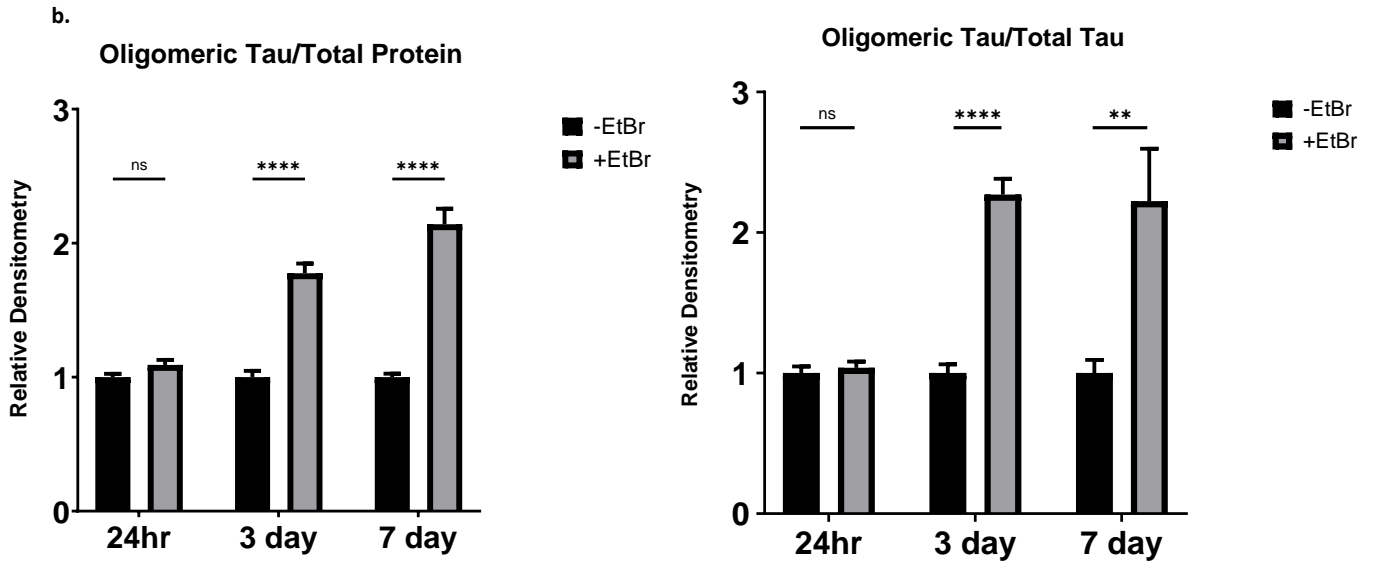 b.
Oligomeric Tau/Total Protein
3
2
1
0
Relative Densitometry
ns
****
****
-EtBr
+EtBr
24hr 3 day 7 day
Oligomeric Tau/Total Tau
3
2
1
0
Relative Densitometry
ns
****
**
-EtBr
+EtBr
24hr 3 day 7 day